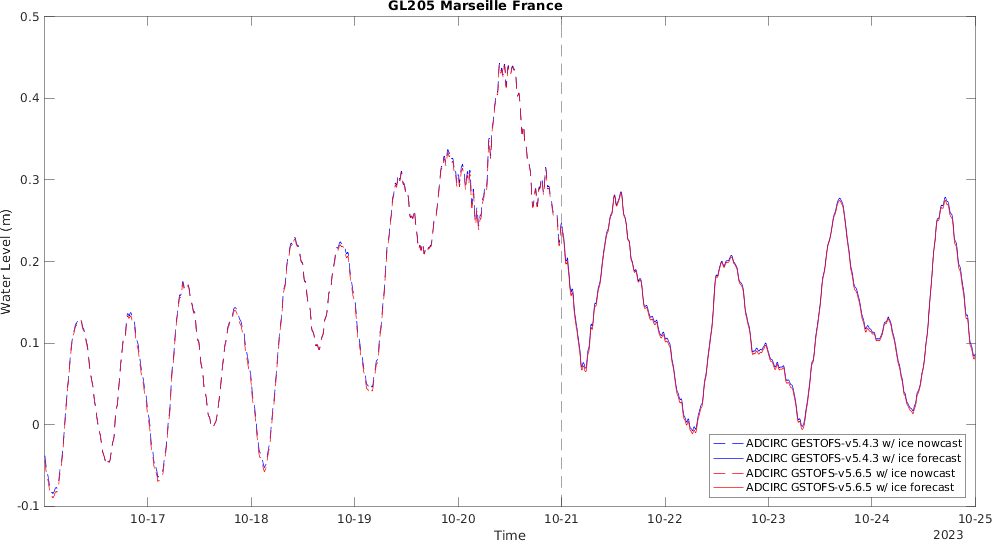 GL205 Marseille France
0.5
0.4
0.3
0.2
0.1
0
-0.1
Water Level (m)
10-17 10-18 10-19 10-20 10-21 10-22 10-23 10-24 10-25
Time
2023
ADCIRC GESTOFS-v5.4.3 w/ ice nowcast
ADCIRC GESTOFS-v5.4.3 w/ ice forecast
ADCIRC GSTOFS-v5.6.5 w/ ice nowcast
ADCIRC GSTOFS-v5.6.5 w/ ice forecast